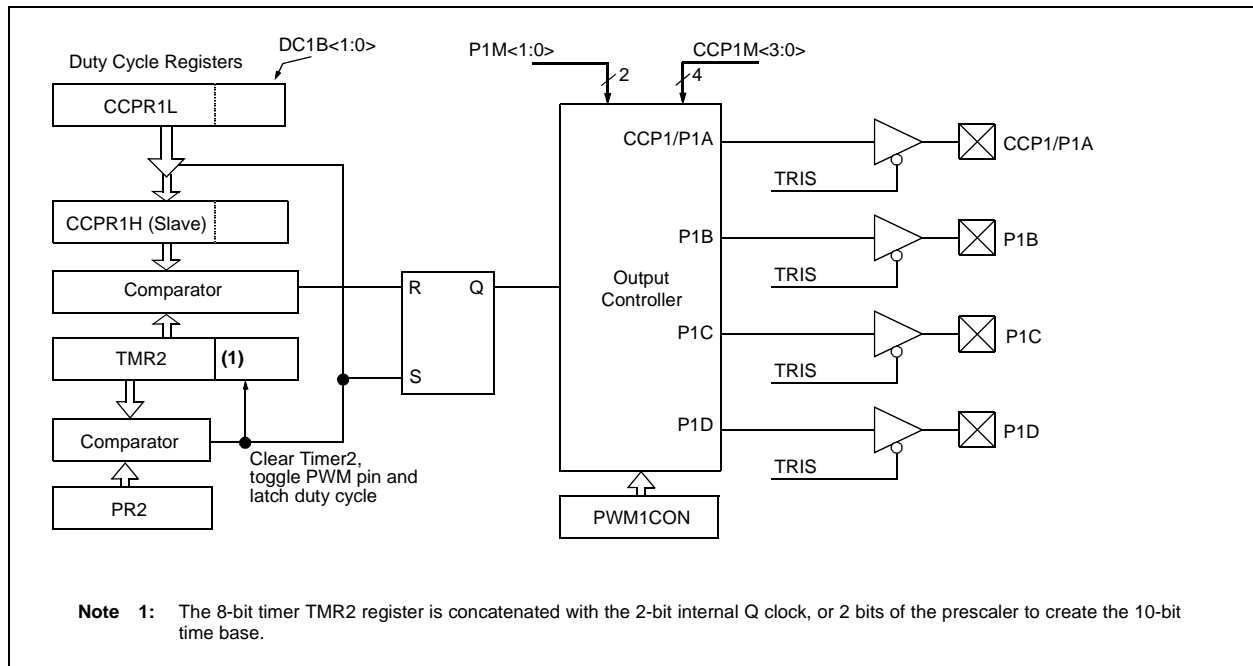 DC1B<1:0>
Duty Cycle Registers
CCPR1L
CCPR1H (Slave)
Comparator
TMR2
(1)
Comparator
PR2
Clear Timer2,
toggle PWM pin and
latch duty cycle
R
Q
S
P1M<1:0>
2
CCP1M<3:0>
4
CCP1/P1A
P1B
Output
Controller
P1C
P1D
PWM1CON
TRIS
CCP1/P1A
TRIS
P1B
TRIS
P1C
TRIS
P1D
Note 1: The 8-bit timer TMR2 register is concatenated with the 2-bit internal Q clock, or 2 bits of the prescaler to create the 10-bit
time base.